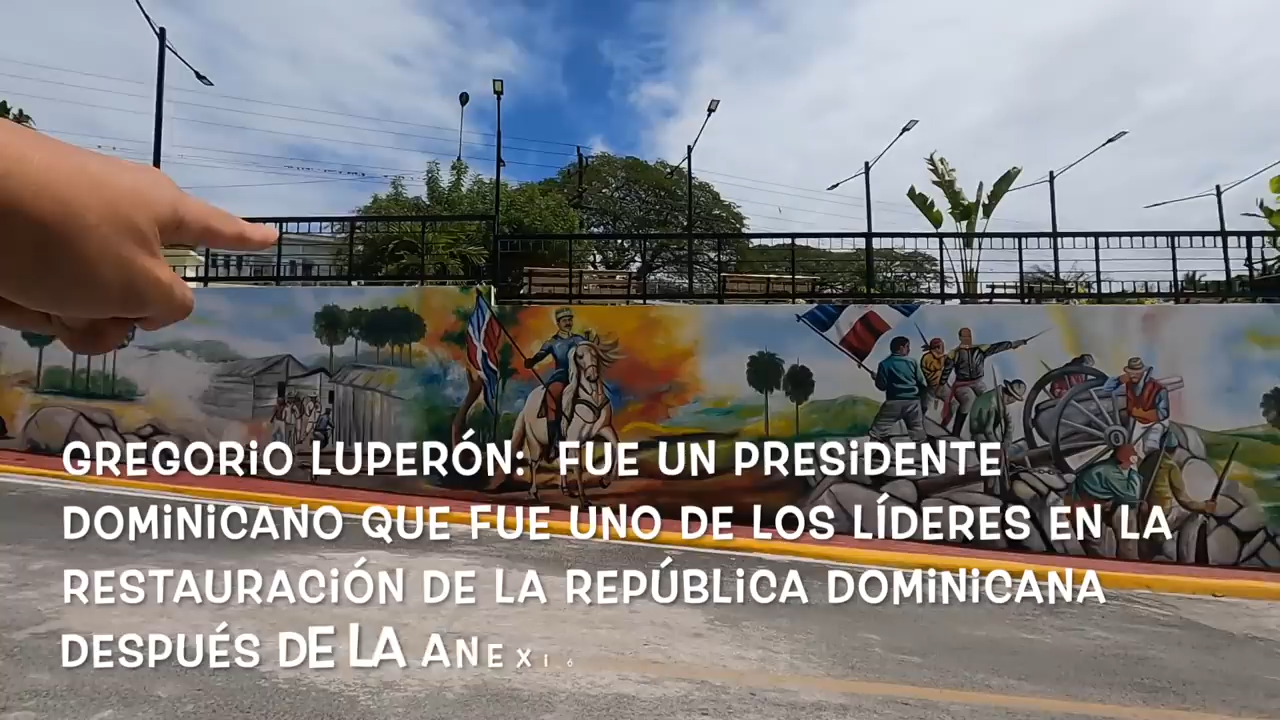 GREGORiO LUPERÓN: FUE UN PRESiDENTE
DOMiNiCANO QUE FUE UNO DE LOS LÍDERES EN LA
RESTAURACiÓN DE LA REPÚBLiCA DOMiNiCANA
DESPUÉS DE LA ANEXIÓ